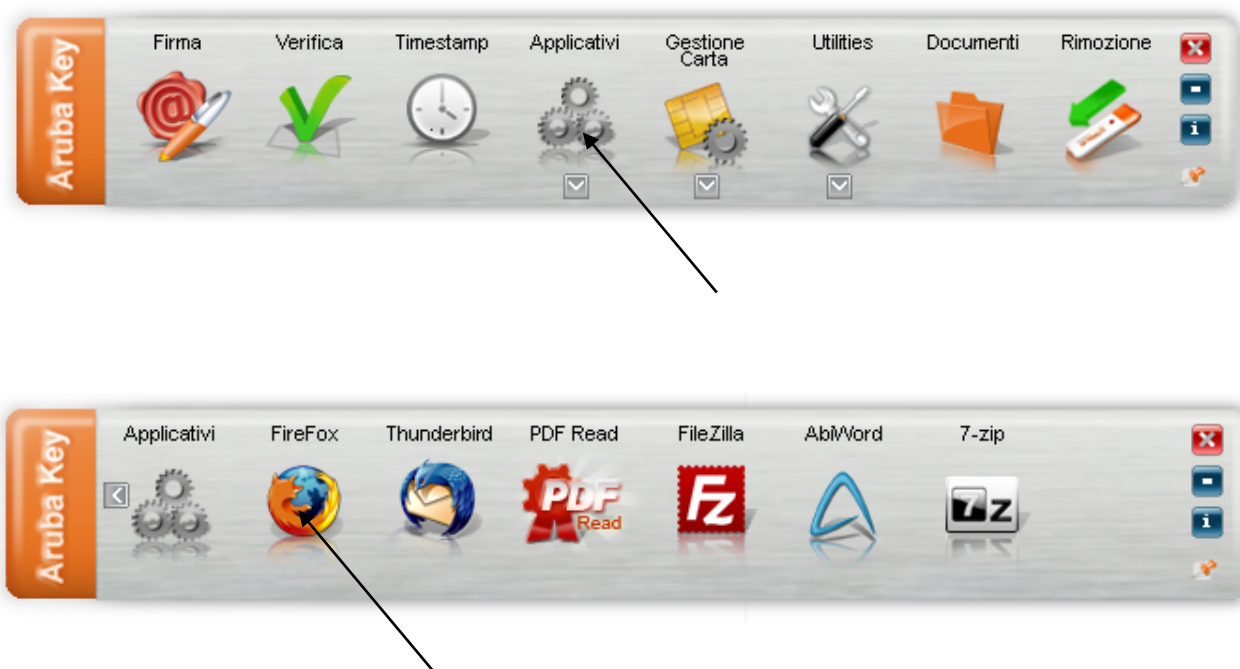 Aruba Key
Firma
Verifica
Timestamp
Applicativi
Gestione
Carta
Utilities
Documenti
Rimozione
@
i
Aruba Key
Applicativi
FireFox
Thunderbird
PDF Read
FileZilla
AbiWord
7-zip
PDF
Read
Fz
7z
i